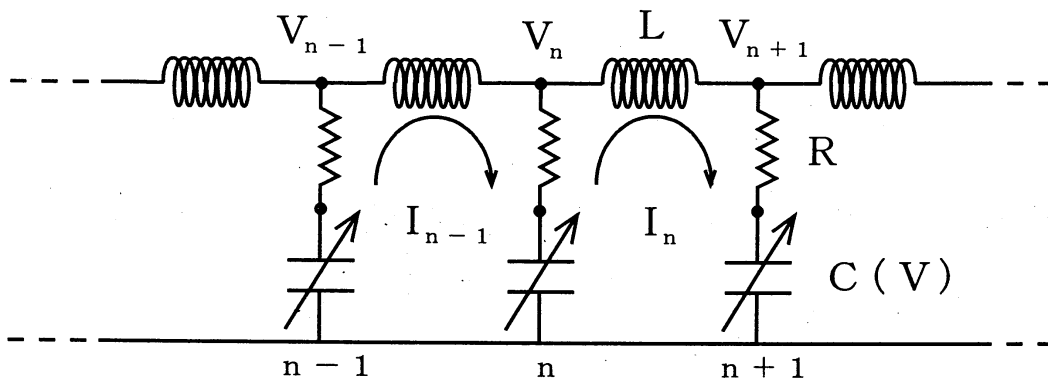 V_{n-1} V_n L V_{n+1}
R
I_{n-1} I_n
C(V)
n-1 n n+1